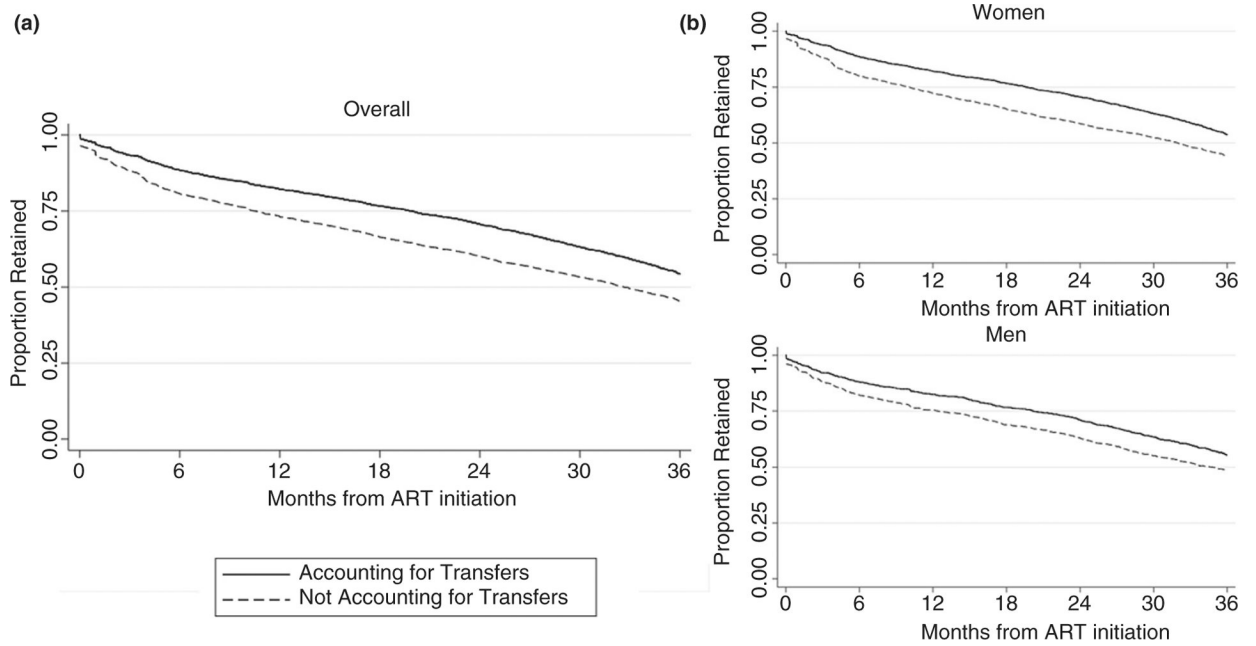 (a)
Overall
Proportion Retained
1.00
0.75
0.50
0.25
0.00
0 6 12 18 24 30 36
Months from ART initiation
Accounting for Transfers
Not Accounting for Transfers
(b)
Women
Proportion Retained
1.00
0.75
0.50
0.25
0.00
0 6 12 18 24 30 36
Months from ART initiation
Men
Proportion Retained
1.00
0.75
0.50
0.25
0.00
0 6 12 18 24 30 36
Months from ART initiation